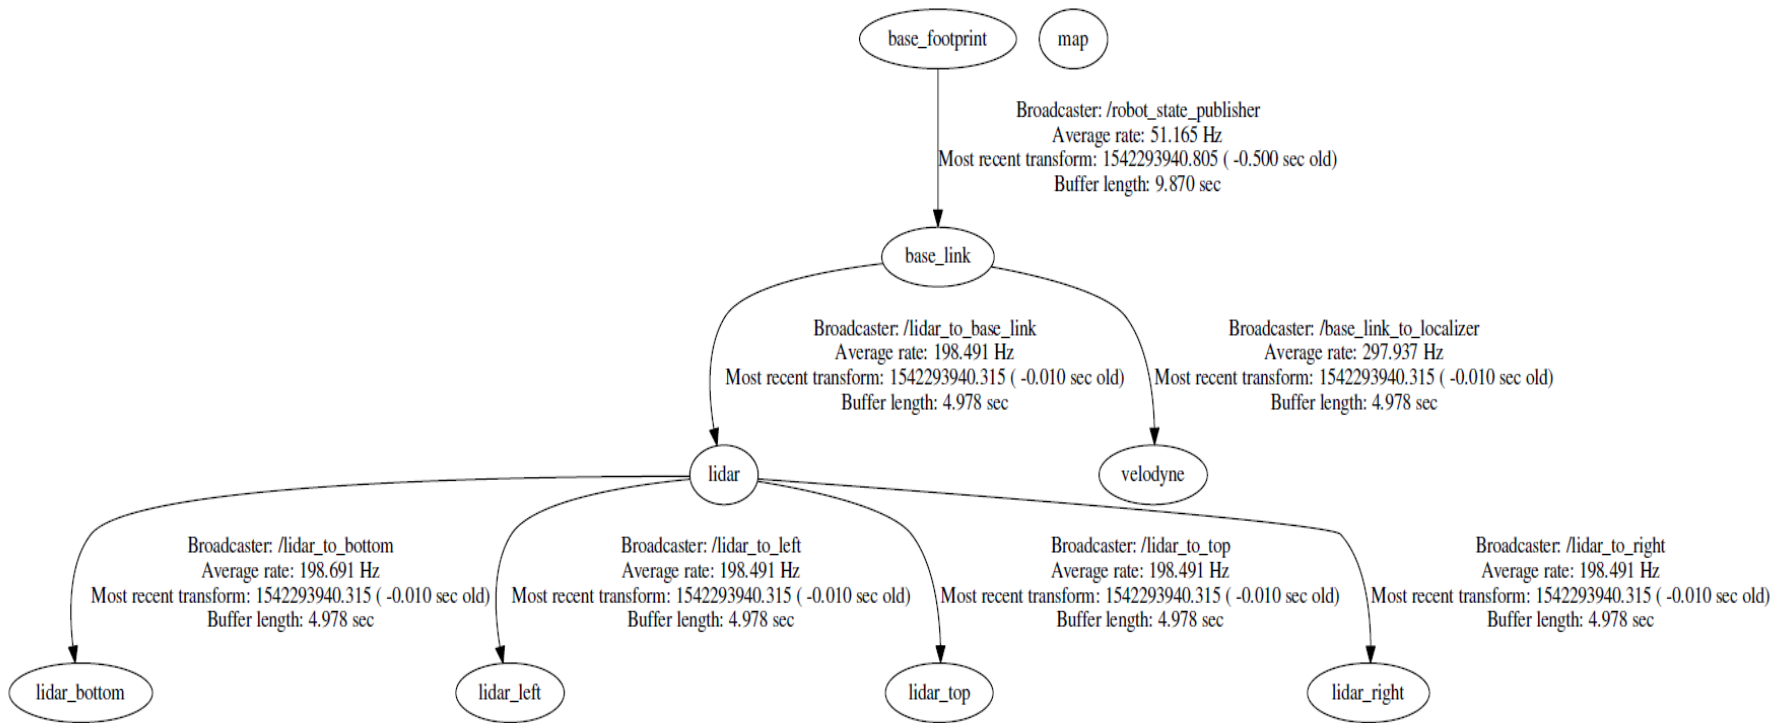 base_footprint
map
Broadcaster: /robot_state_publisher
Average rate: 51.165 Hz
Most recent transform: 1542293940.805 ( -0.500 sec old)
Buffer length: 9.870 sec
base_link
Broadcaster: /lidar_to_base_link
Average rate: 198.491 Hz
Most recent transform: 1542293940.315 ( -0.010 sec old)
Buffer length: 4.978 sec
Broadcaster: /base_link_to_localizer
Average rate: 297.937 Hz
Most recent transform: 1542293940.315 ( -0.010 sec old)
Buffer length: 4.978 sec
lidar
velodyne
Broadcaster: /lidar_to_bottom
Average rate: 198.691 Hz
Most recent transform: 1542293940.315 ( -0.010 sec old)
Buffer length: 4.978 sec
Broadcaster: /lidar_to_left
Average rate: 198.491 Hz
Most recent transform: 1542293940.315 ( -0.010 sec old)
Buffer length: 4.978 sec
Broadcaster: /lidar_to_top
Average rate: 198.491 Hz
Most recent transform: 1542293940.315 ( -0.010 sec old)
Buffer length: 4.978 sec
Broadcaster: /lidar_to_right
Average rate: 198.491 Hz
Most recent transform: 1542293940.315 ( -0.010 sec old)
Buffer length: 4.978 sec
lidar_bottom
lidar_left
lidar_top
lidar_right